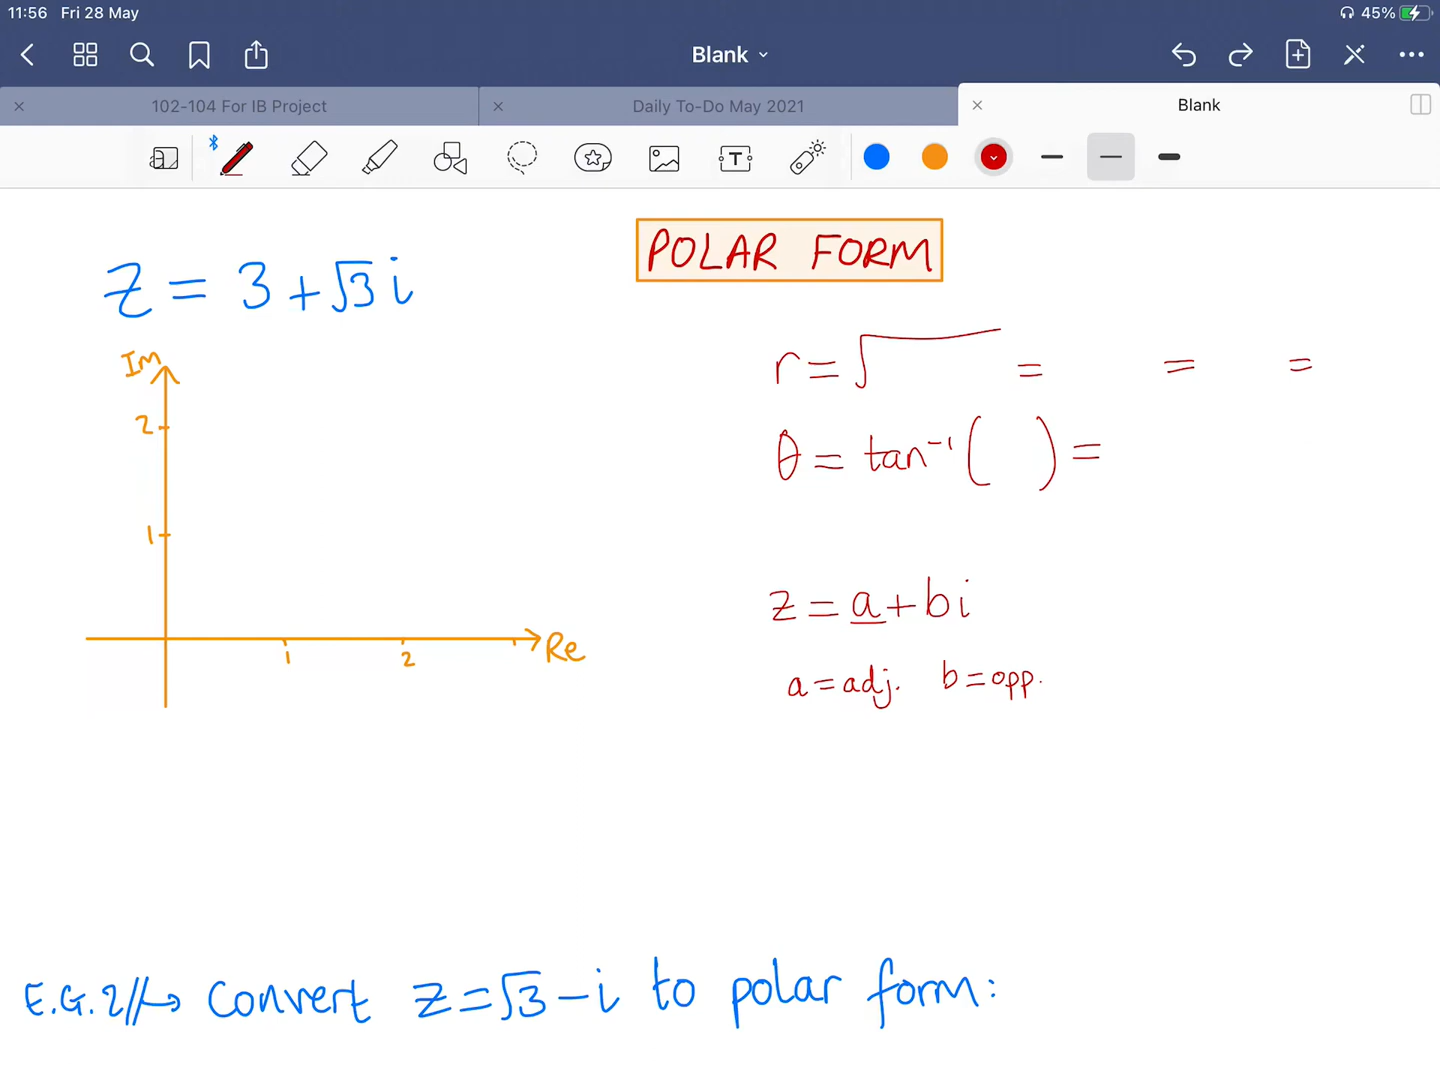 11:56 Fri 28 May 45%
Blank
102-104 For IB Project Daily To-Do May 2021 Blank
POLAR FORM
z = 3 + √3 i
Im
2
1
1 2 Re
r = √ = = =
θ = tan⁻¹ ( ) =
z = a + bi
a = adj. b = opp.
E.G. 2//→ Convert z = √3 - i to polar form: